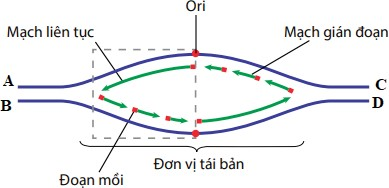 Ori
Mạch liên tục
Mạch gián đoạn
A
C
B
D
Đơn vị tái bản
Đoạn mồi